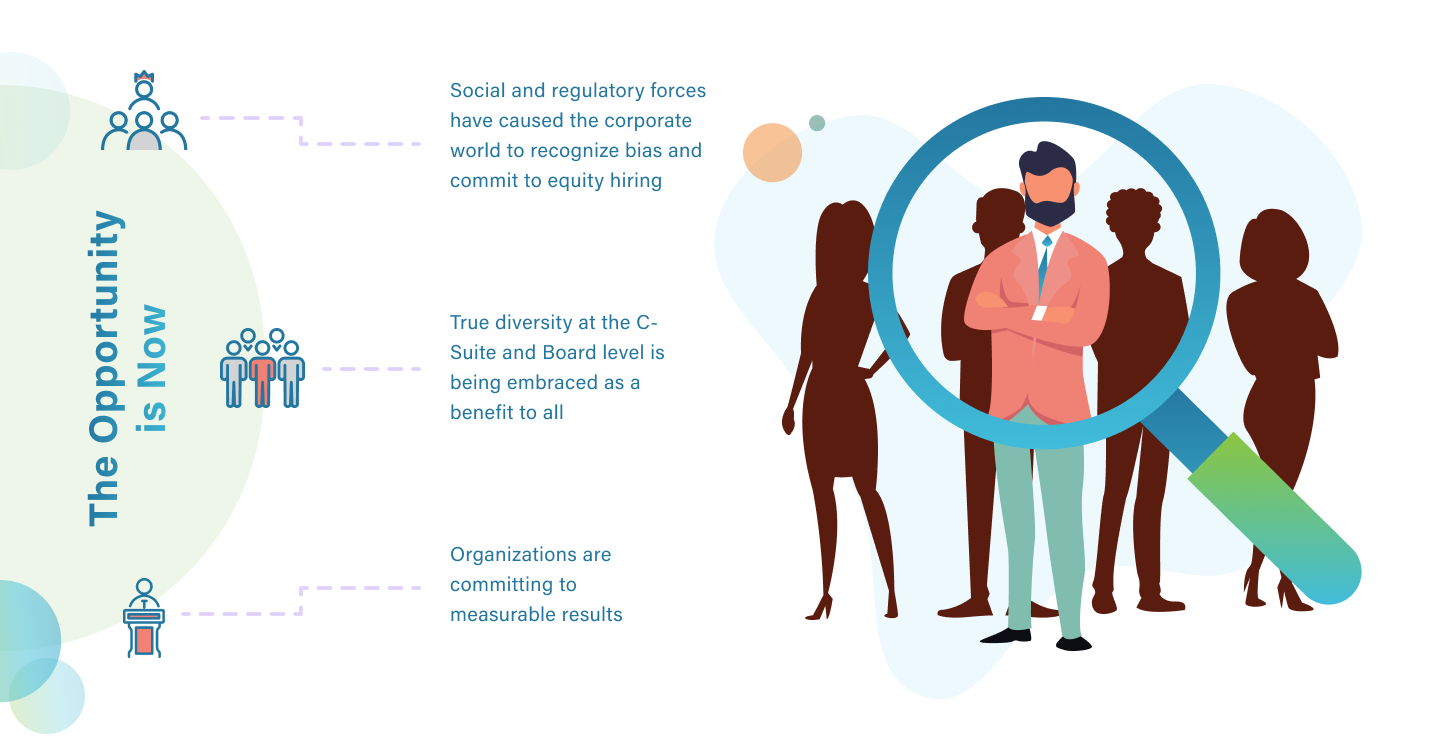 The Opportunity
is Now
Social and regulatory forces
have caused the corporate
world to recognize bias and
commit to equity hiring
True diversity at the C-
Suite and Board level is
being embraced as a
benefit to all
Organizations are
committing to
measurable results